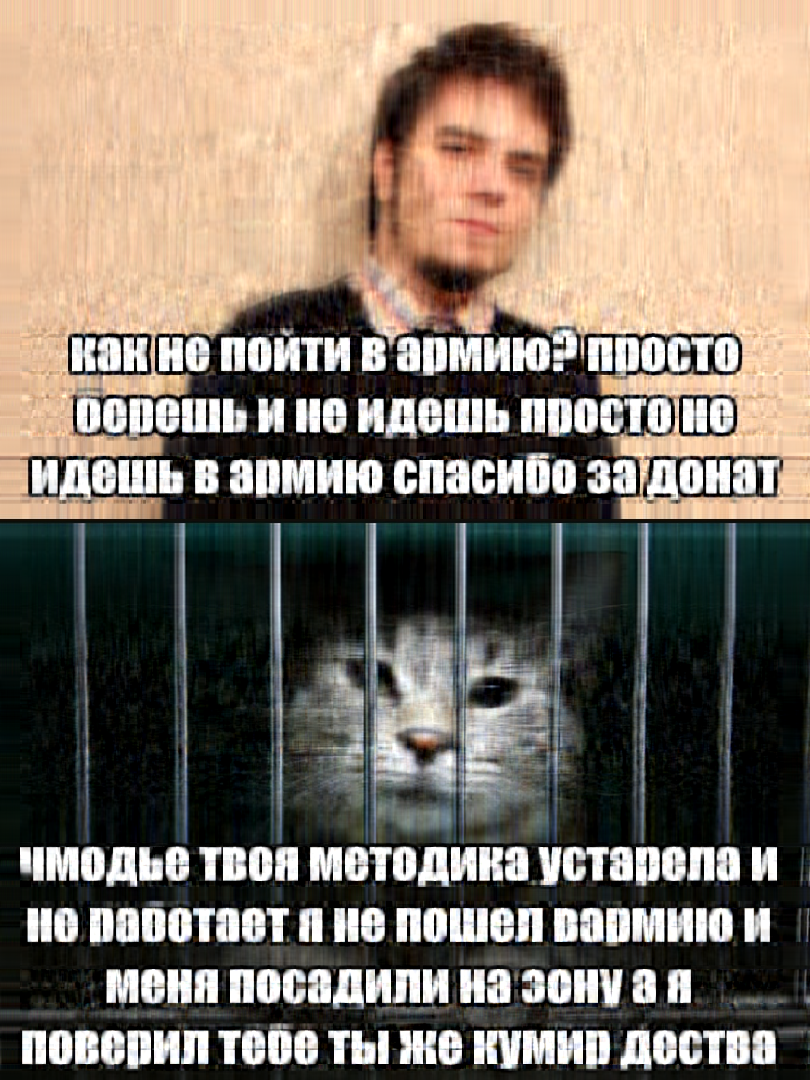 как не пойти в армию? просто
берешь и не идешь просто не
идешь в армию спасибо за донат
чмодье твоя методика устарела и
не работает я не пошел вармию и
меня посадили на зону а я
поверил тебе ты же кумир дества